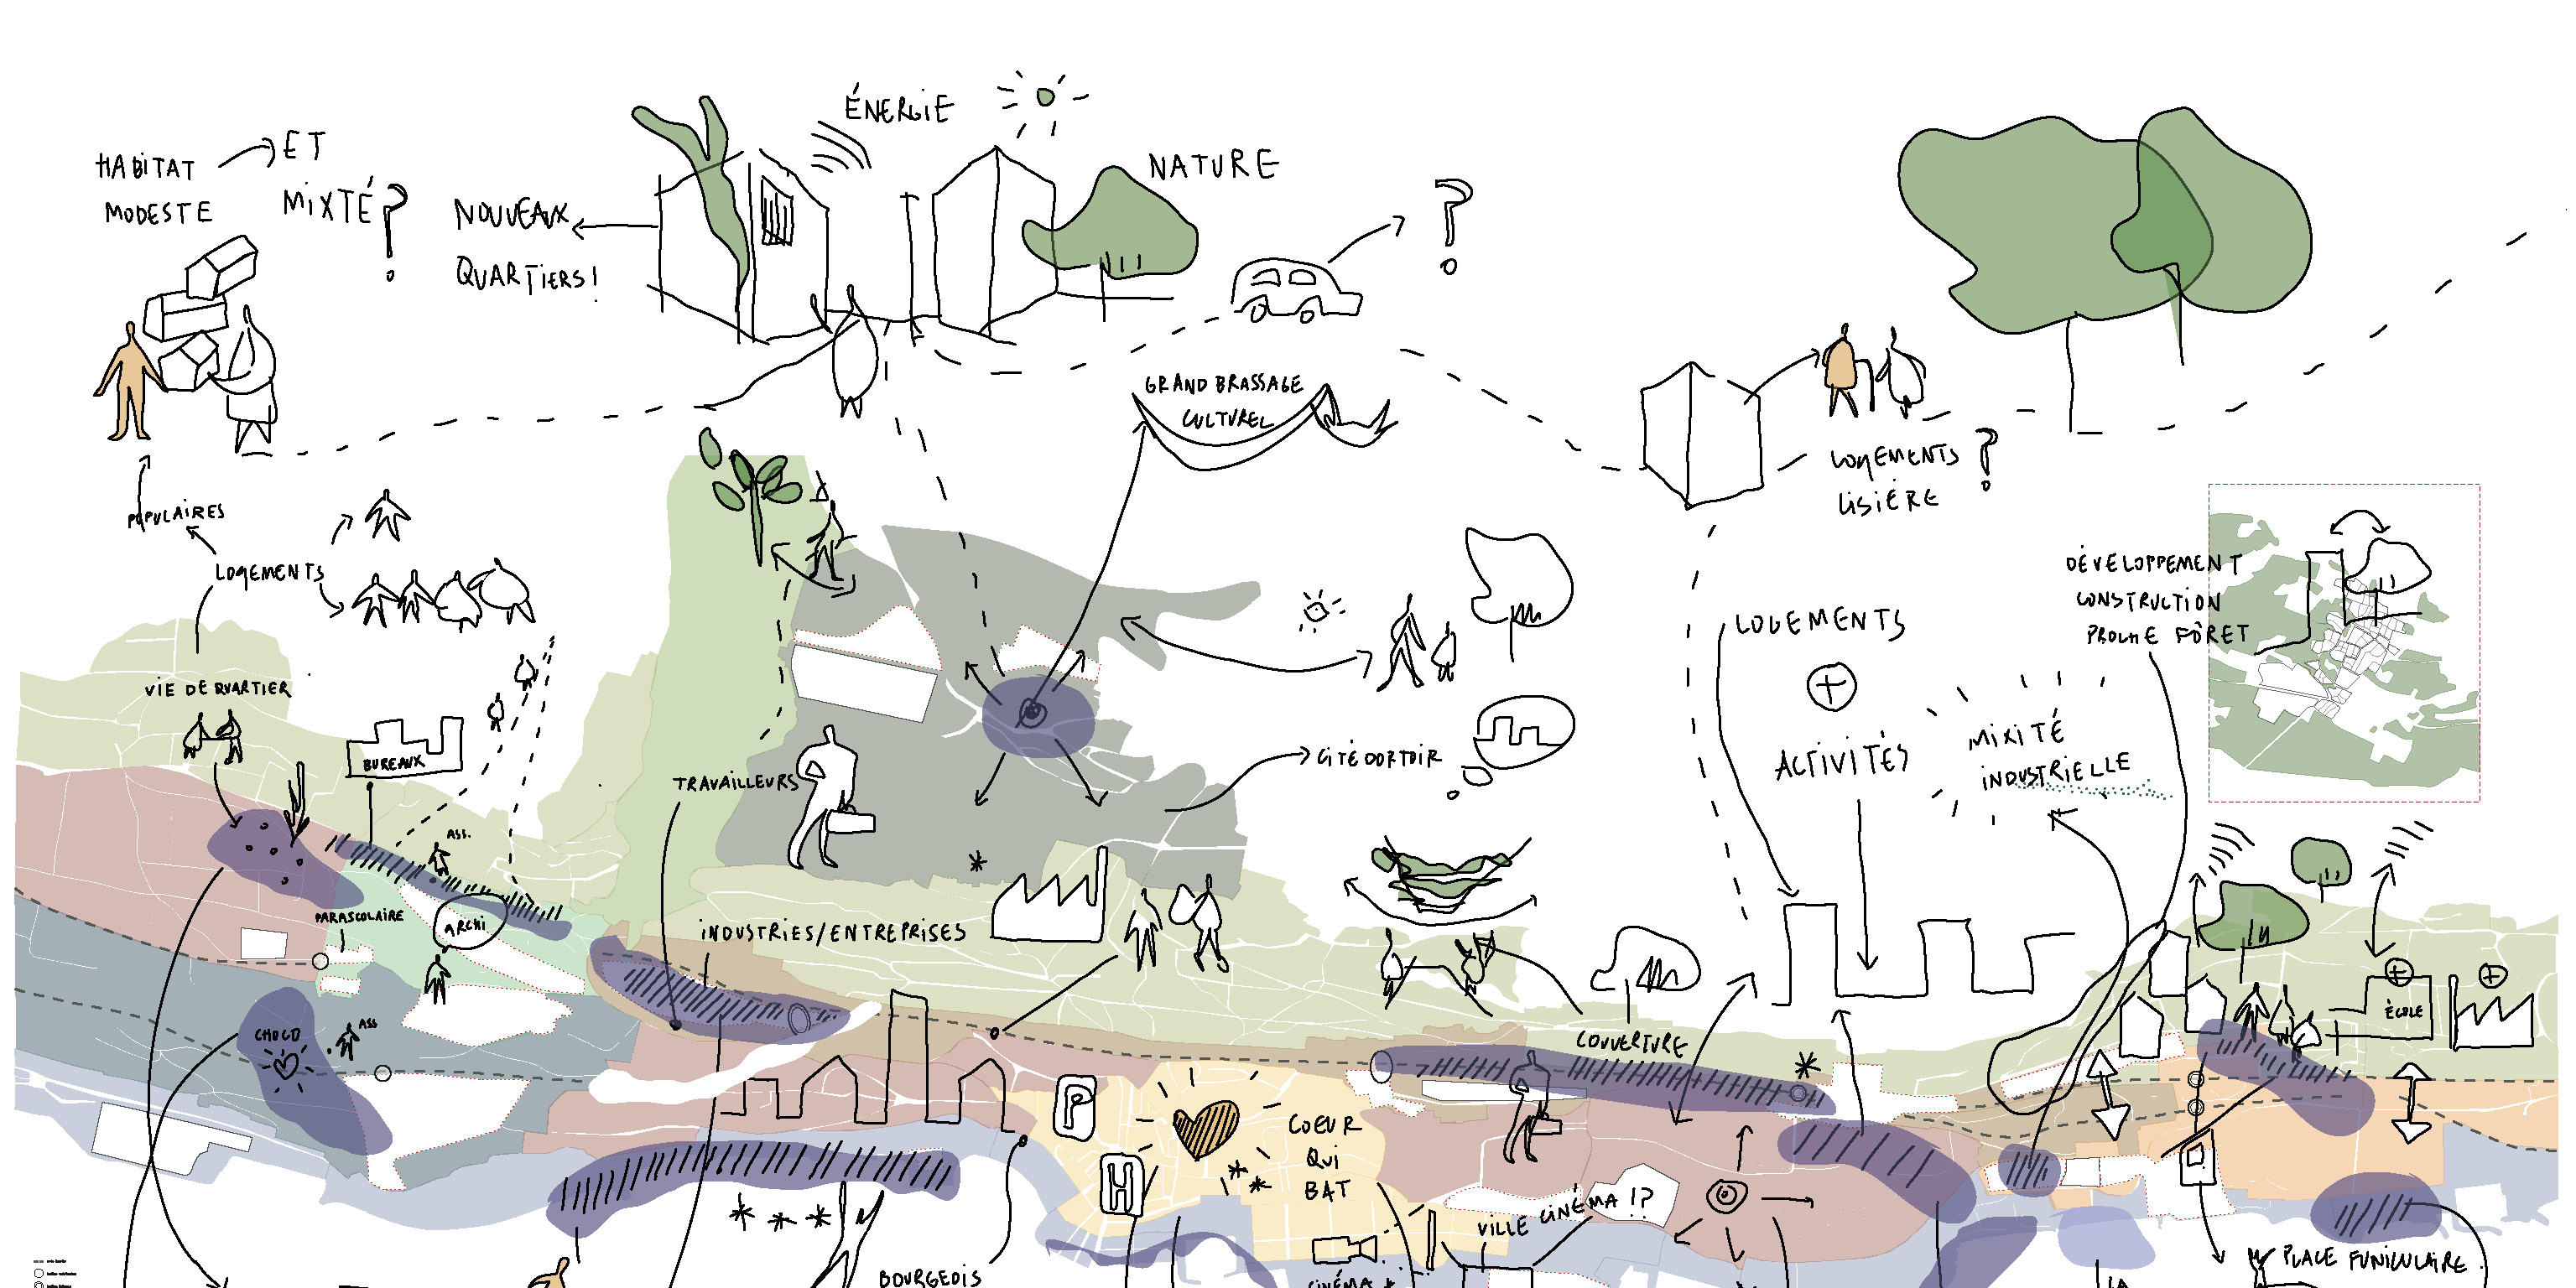 HABITAT
MODESTE
ET
MIXTÉ ?
NOUVEAUX
QUARTIERS !
ÉNERGIE
NATURE
?
GRAND BRASSAGE
CULTUREL
LOGEMENTS
LISIÈRE ?
POPULAIRES
LOGEMENTS
VIE DE QUARTIER
BUREAUX
ASS.
PARASCOLAIRE
ARCHI
CHOCO
ASS
TRAVAILLEURS
INDUSTRIES/ENTREPRISES
CITÉ DORTOIR
LOGEMENTS
+
ACTIVITÉS
MIXITÉ
INDUSTRIELLE
DÉVELOPPEMENT
CONSTRUCTION
PROCHE FÔRET
COUVERTURE
ÉCOLE
P
H
COEUR
QUI
BAT
VILLE CINÉMA !?
CINÉMA
BOURGEOIS
PLACE FUNICULAIRE
LA